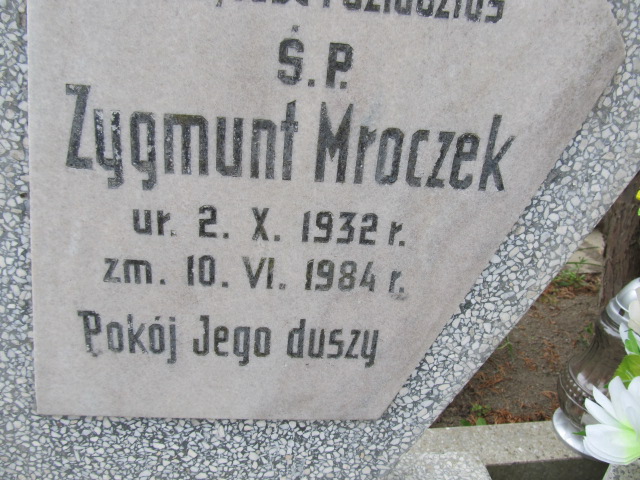 Ś.P.
Zygmunt Mroczek
ur. 2. X. 1932 r.
zm. 10. VI. 1984 r.
Pokój Jego duszy